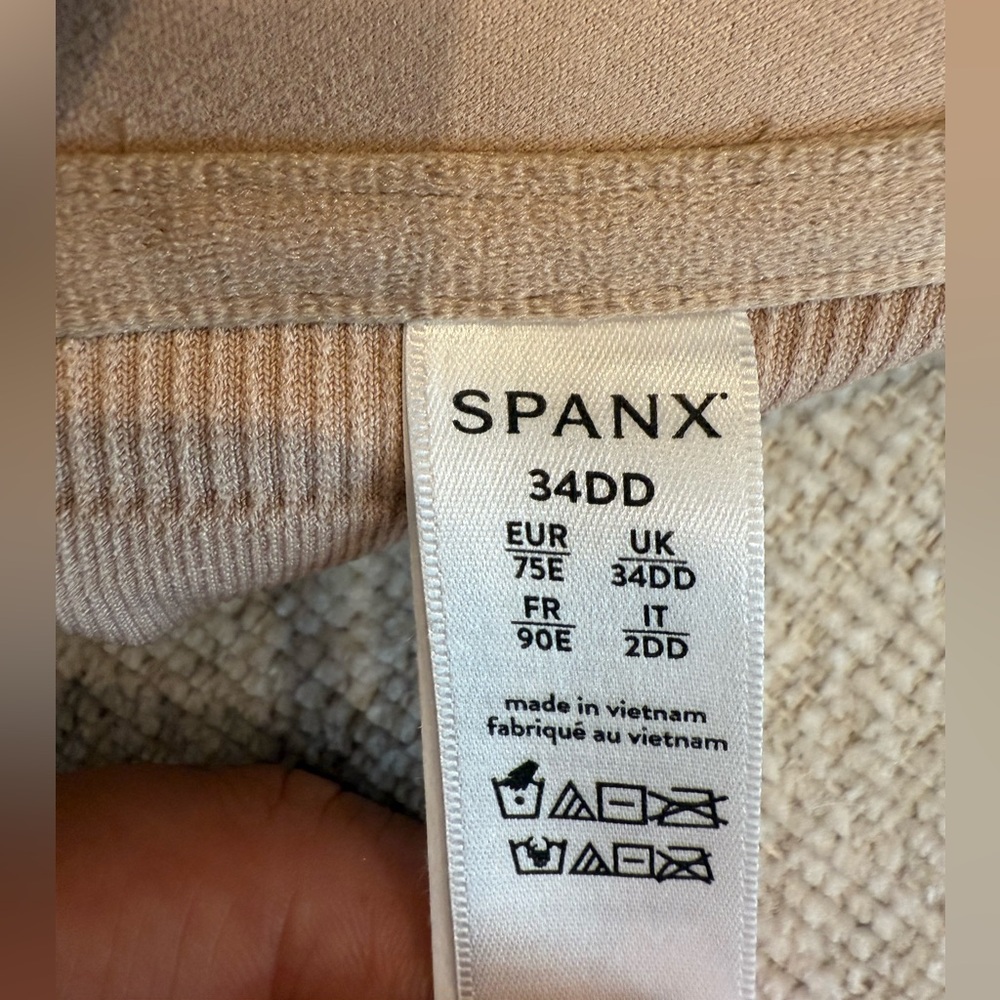 SPANX
34DD
EUR UK
75E 34DD
FR IT
90E 2DD
made in vietnam
fabriqué au vietnam